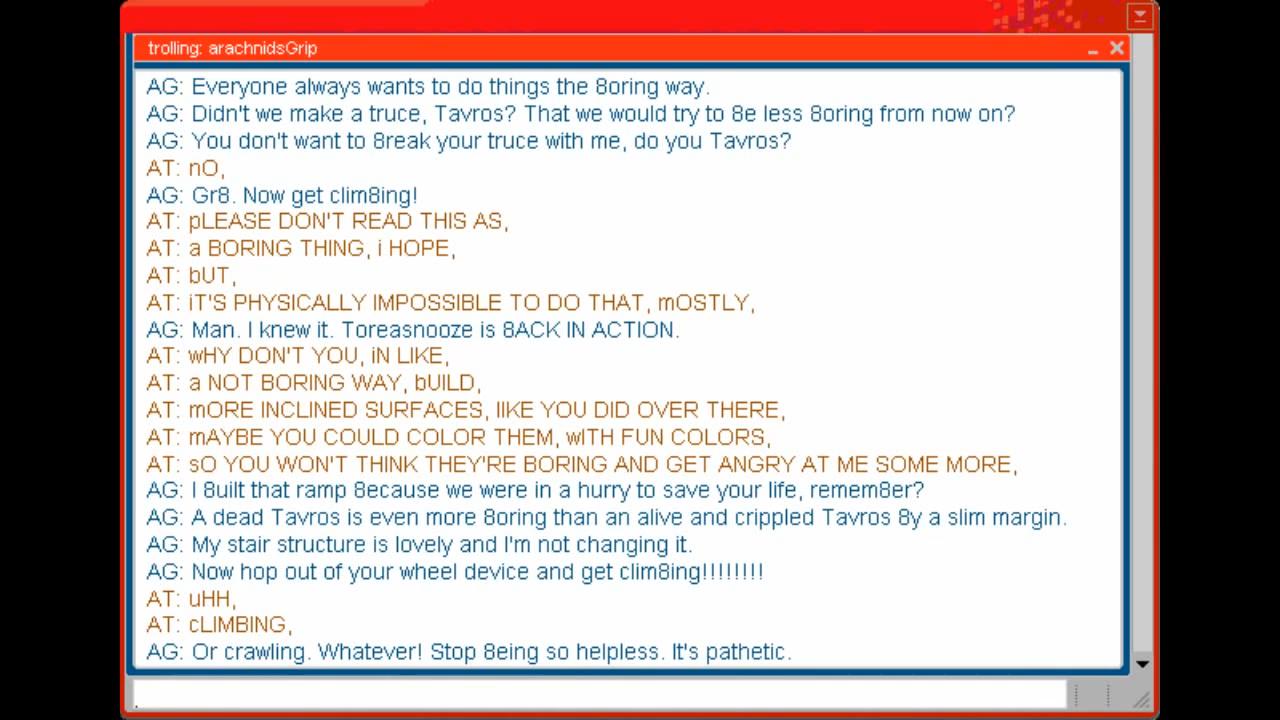 trolling: arachnidsGrip
AG: Everyone always wants to do things the 8oring way.
AG: Didn't we make a truce, Tavros? That we would try to 8e less 8oring from now on?
AG: You don't want to 8reak your truce with me, do you Tavros?
AT: nO,
AG: Gr8. Now get clim8ing!
AT: pLEASE DON'T READ THIS AS,
AT: a BORING THING, i HOPE,
AT: bUT,
AT: iT'S PHYSICALLY IMPOSSIBLE TO DO THAT, mOSTLY,
AG: Man. I knew it. Toreasnooze is 8ACK IN ACTION.
AT: wHY DON'T YOU, iN LIKE,
AT: a NOT BORING WAY, bUILD,
AT: mORE INCLINED SURFACES, lIKE YOU DID OVER THERE,
AT: mAYBE YOU COULD COLOR THEM, wITH FUN COLORS,
AT: sO YOU WON'T THINK THEY'RE BORING AND GET ANGRY AT ME SOME MORE,
AG: I 8uilt that ramp 8ecause we were in a hurry to save your life, remem8er?
AG: A dead Tavros is even more 8oring than an alive and crippled Tavros 8y a slim margin.
AG: My stair structure is lovely and I'm not changing it.
AG: Now hop out of your wheel device and get clim8ing!!!!!!!!
AT: uHH,
AT: cLIMBING,
AG: Or crawling. Whatever! Stop 8eing so helpless. It's pathetic.